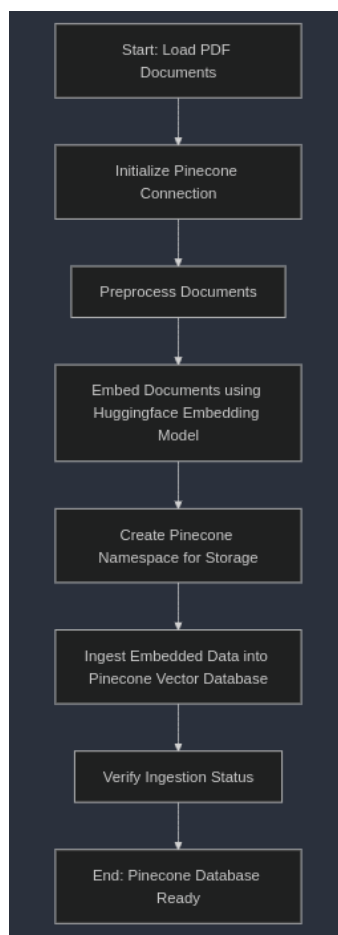 Start: Load PDF
Documents
Initialize Pinecone
Connection
Preprocess Documents
Embed Documents using
Huggingface Embedding
Model
Create Pinecone
Namespace for Storage
Ingest Embedded Data into
Pinecone Vector Database
Verify Ingestion Status
End: Pinecone Database
Ready